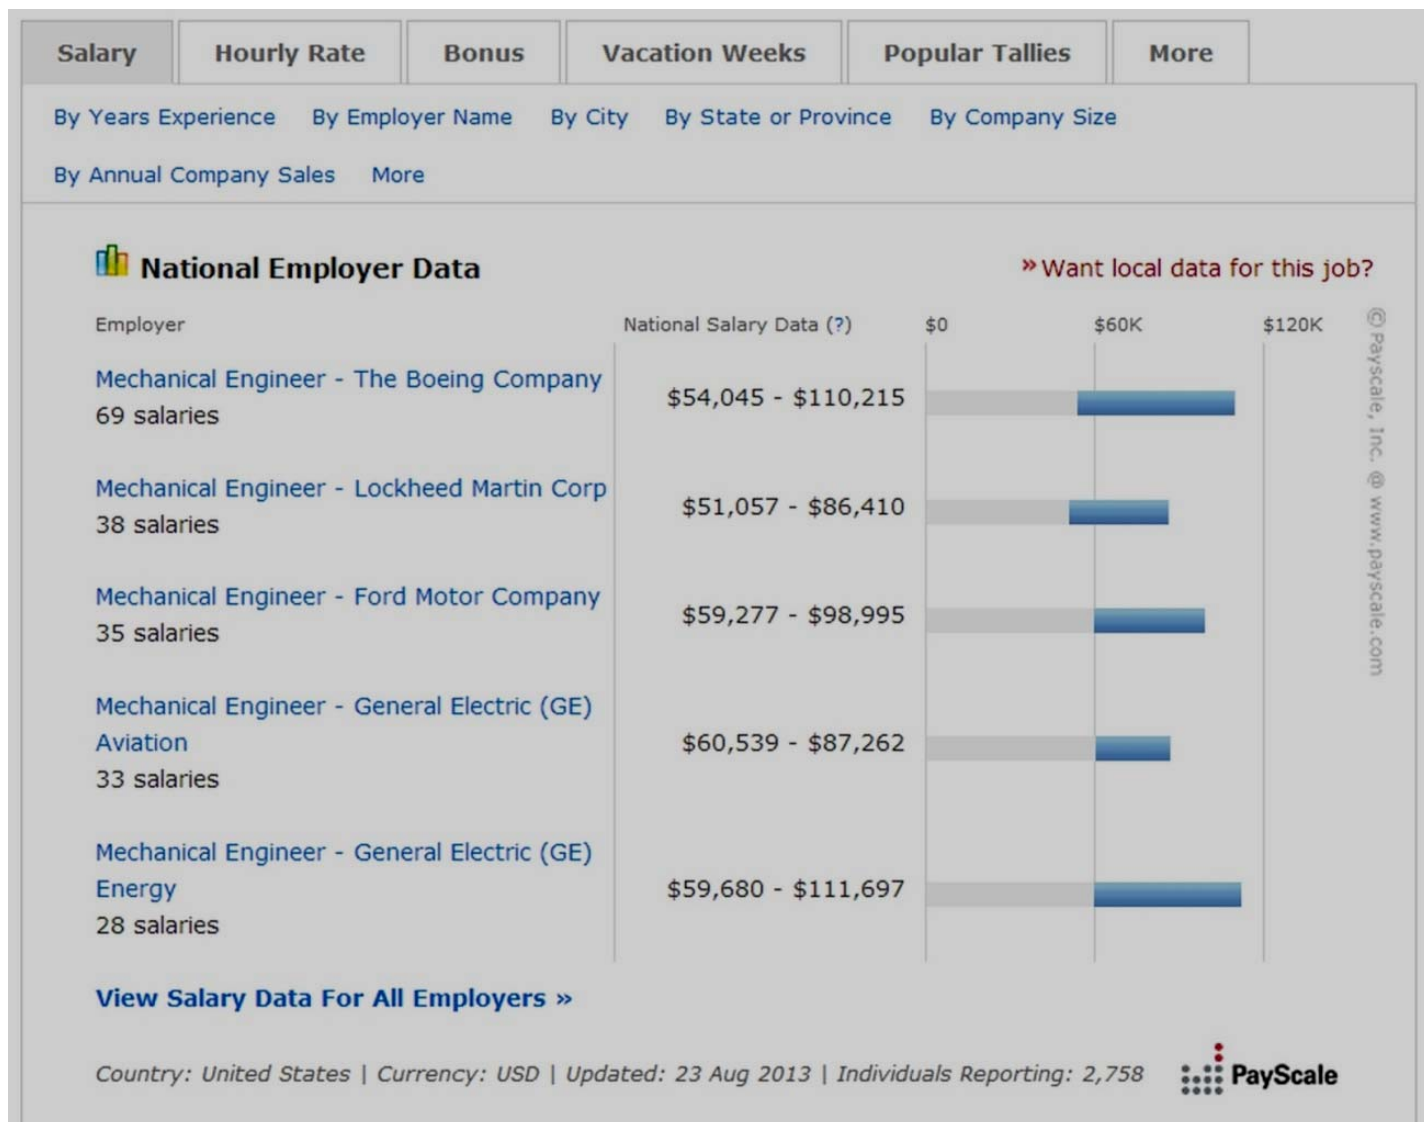 Salary Hourly Rate Bonus Vacation Weeks Popular Tallies More
By Years Experience By Employer Name By City By State or Province By Company Size
By Annual Company Sales More
National Employer Data » Want local data for this job?
Employer National Salary Data (?) $0 $60K $120K
Mechanical Engineer - The Boeing Company
69 salaries
$54,045 - $110,215
Mechanical Engineer - Lockheed Martin Corp
38 salaries
$51,057 - $86,410
Mechanical Engineer - Ford Motor Company
35 salaries
$59,277 - $98,995
Mechanical Engineer - General Electric (GE)
Aviation
33 salaries
$60,539 - $87,262
Mechanical Engineer - General Electric (GE)
Energy
28 salaries
$59,680 - $111,697
© Payscale, Inc. @ www.payscale.com
View Salary Data For All Employers »
Country: United States | Currency: USD | Updated: 23 Aug 2013 | Individuals Reporting: 2,758
PayScale